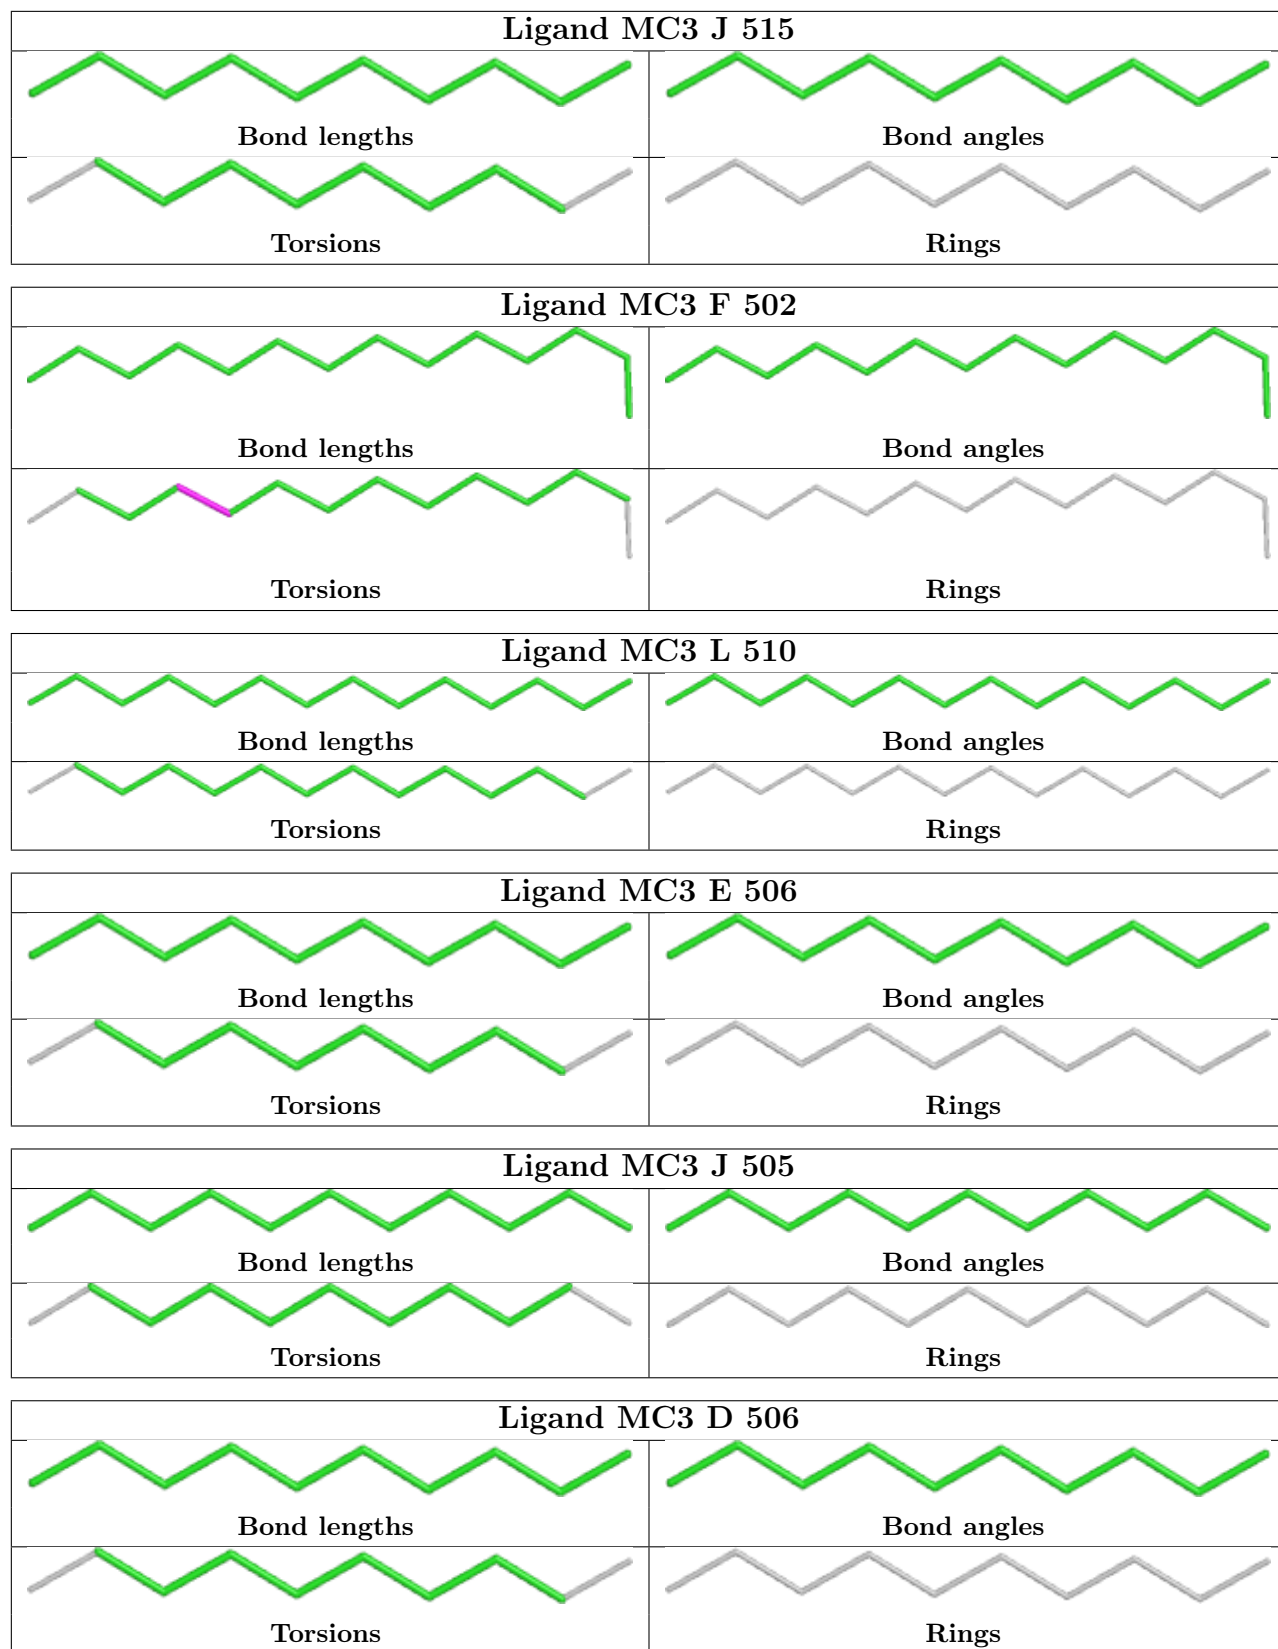 Ligand MC3 J 515
Bond lengths
Bond angles
Torsions
Rings
Ligand MC3 F 502
Bond lengths
Bond angles
Torsions
Rings
Ligand MC3 L 510
Bond lengths
Bond angles
Torsions
Rings
Ligand MC3 E 506
Bond lengths
Bond angles
Torsions
Rings
Ligand MC3 J 505
Bond lengths
Bond angles
Torsions
Rings
Ligand MC3 D 506
Bond lengths
Bond angles
Torsions
Rings